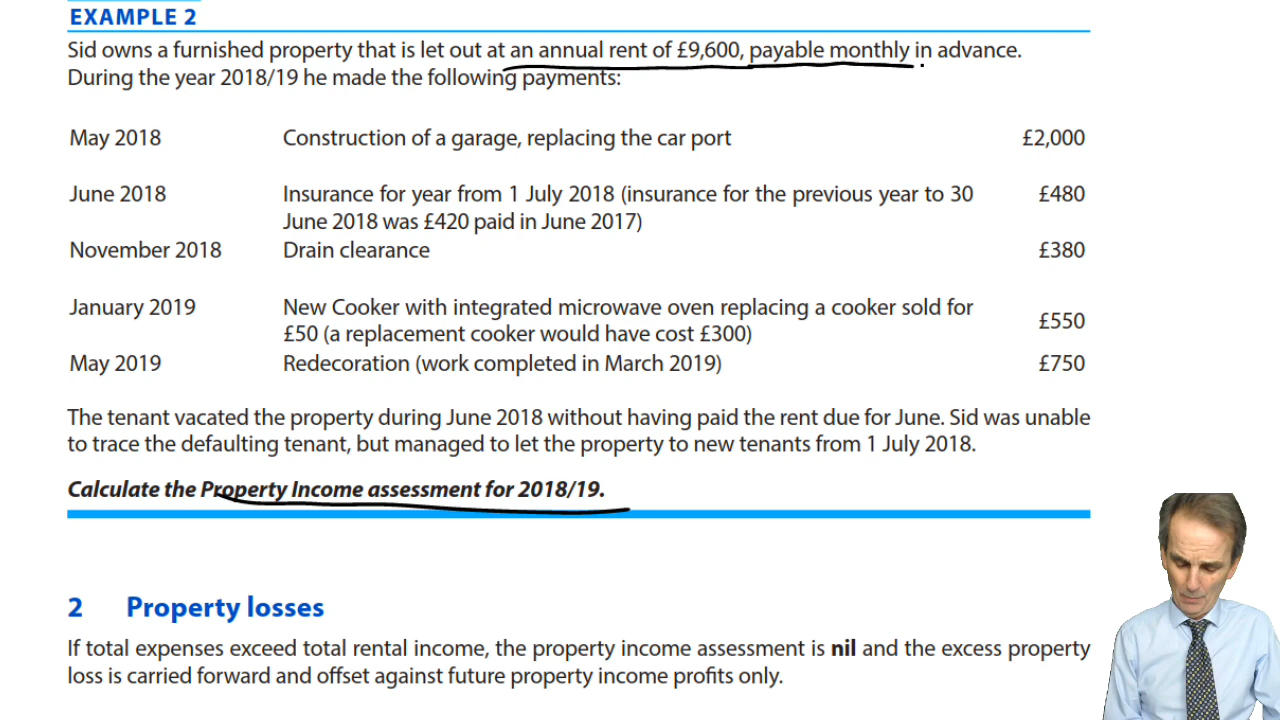 EXAMPLE 2
Sid owns a furnished property that is let out at an annual rent of £9,600, payable monthly in advance.
During the year 2018/19 he made the following payments:
May 2018 Construction of a garage, replacing the car port £2,000
June 2018 Insurance for year from 1 July 2018 (insurance for the previous year to 30 £480
June 2018 was £420 paid in June 2017)
November 2018 Drain clearance £380
January 2019 New Cooker with integrated microwave oven replacing a cooker sold for £550
£50 (a replacement cooker would have cost £300)
May 2019 Redecoration (work completed in March 2019) £750
The tenant vacated the property during June 2018 without having paid the rent due for June. Sid was unable
to trace the defaulting tenant, but managed to let the property to new tenants from 1 July 2018.
Calculate the Property Income assessment for 2018/19.
2 Property losses
If total expenses exceed total rental income, the property income assessment is nil and the excess property
loss is carried forward and offset against future property income profits only.